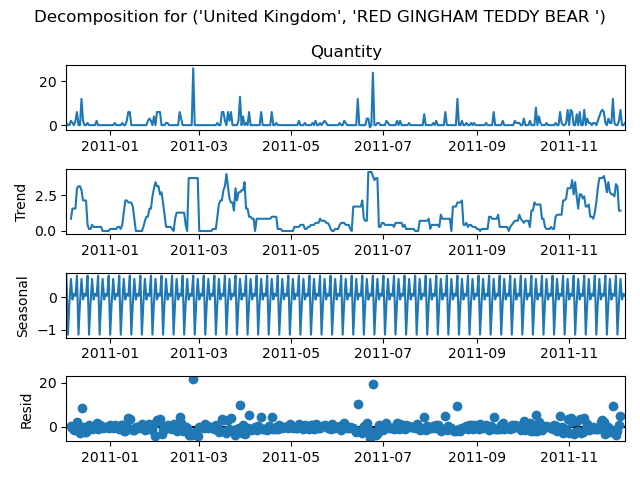 Decomposition for ('United Kingdom', 'RED GINGHAM TEDDY BEAR ')
Quantity
20
0
2011-01 2011-03 2011-05 2011-07 2011-09 2011-11
Trend
2.5
0.0
2011-01 2011-03 2011-05 2011-07 2011-09 2011-11
Seasonal
0
−1
2011-01 2011-03 2011-05 2011-07 2011-09 2011-11
Resid
20
0
2011-01 2011-03 2011-05 2011-07 2011-09 2011-11